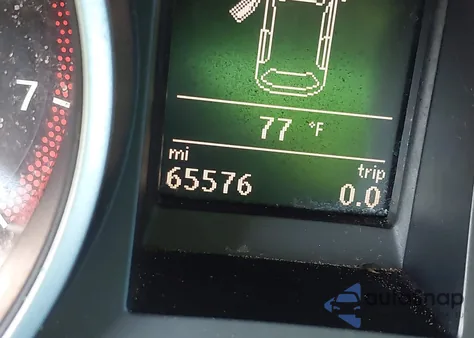 7
77 °F
mi trip
65576 0.0
autosnap